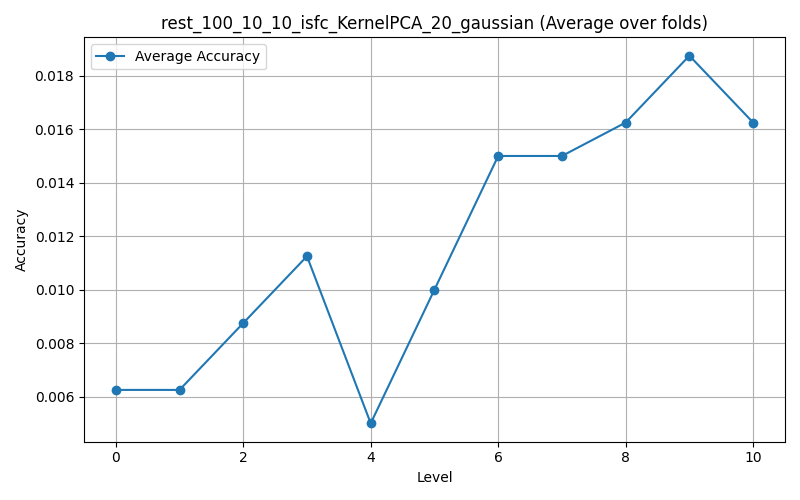 rest_100_10_10_isfc_KernelPCA_20_gaussian (Average over folds)
Average Accuracy
0.018
0.016
0.014
0.012
0.010
0.008
0.006
Accuracy
0 2 4 6 8 10
Level